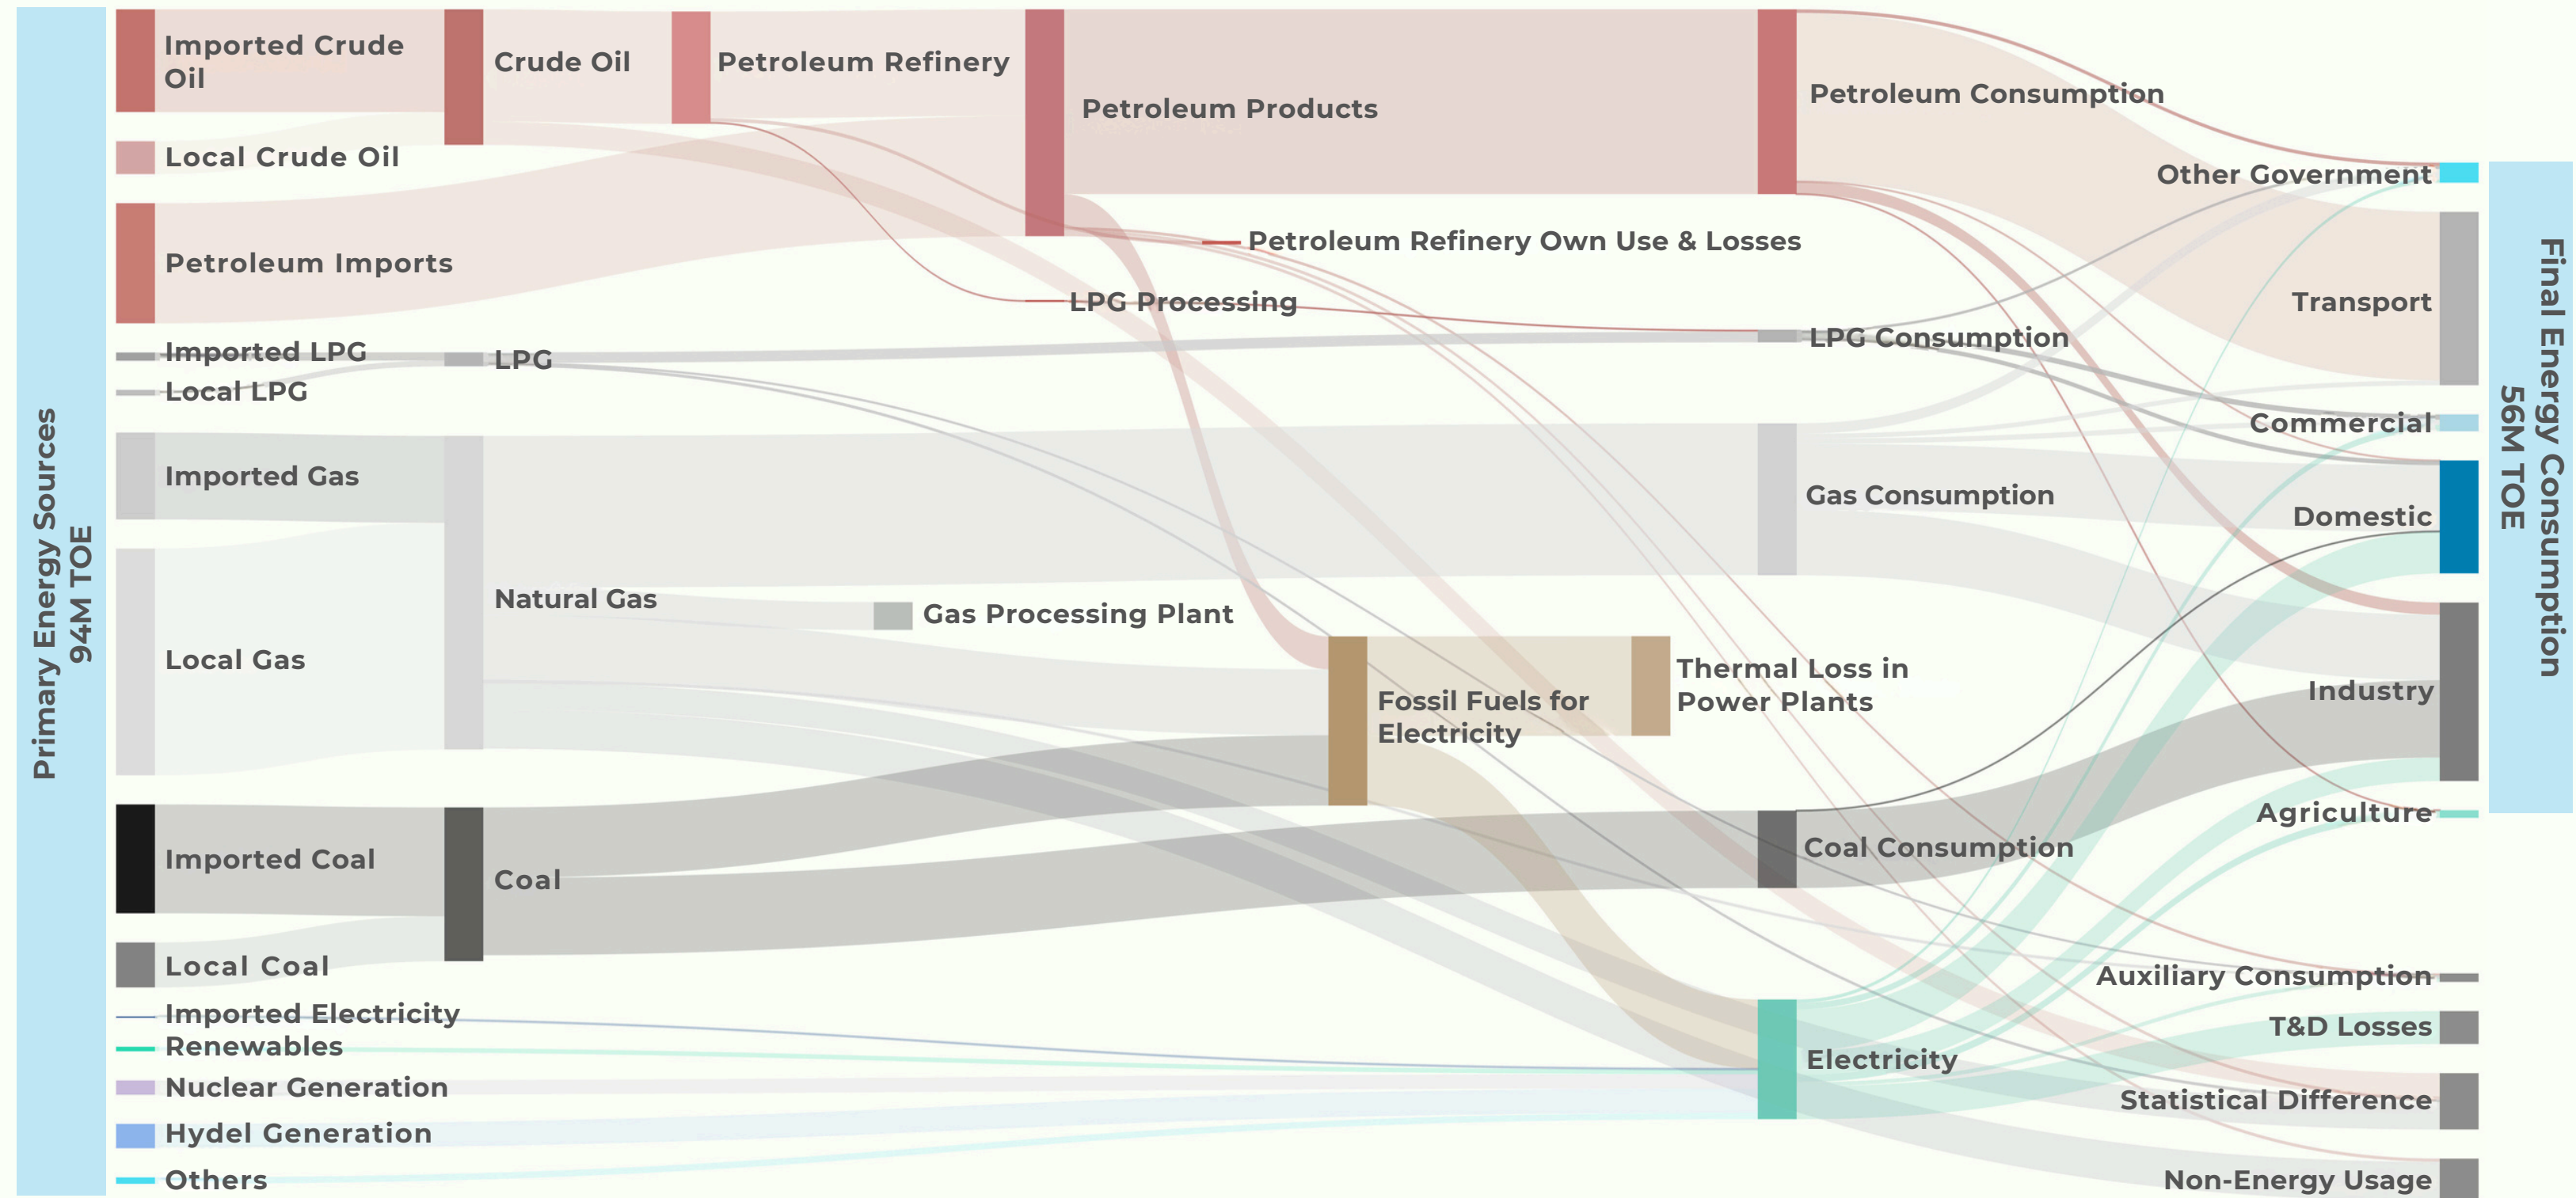 Primary Energy Sources
94M TOE
Imported Crude
Oil
Local Crude Oil
Petroleum Imports
Imported LPG
Local LPG
Imported Gas
Local Gas
Imported Coal
Local Coal
Imported Electricity
Renewables
Nuclear Generation
Hydel Generation
Others
Crude Oil
LPG
Natural Gas
Coal
Petroleum Refinery
Gas Processing Plant
Petroleum Products
Petroleum Refinery Own Use & Losses
LPG Processing
Fossil Fuels for
Electricity
Thermal Loss in
Power Plants
Petroleum Consumption
LPG Consumption
Gas Consumption
Coal Consumption
Electricity
Other Government
Transport
Commercial
Domestic
Industry
Agriculture
Auxiliary Consumption
T&D Losses
Statistical Difference
Non-Energy Usage
Final Energy Consumption
56M TOE